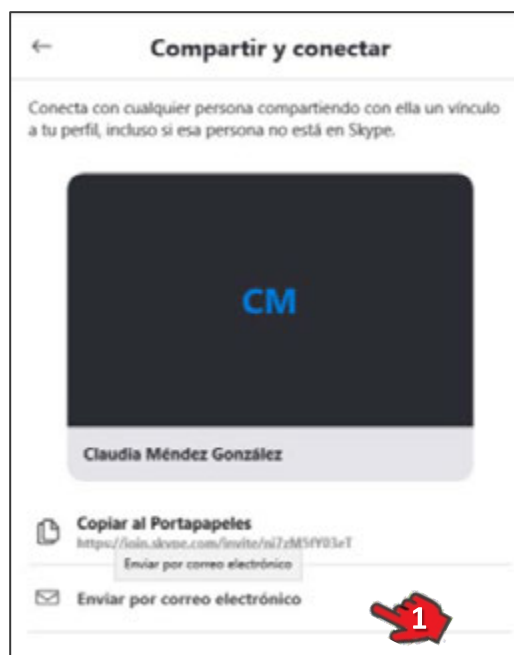 Compartir y conectar
Conecta con cualquier persona compartiendo con ella un vínculo
a tu perfil, incluso si esa persona no está en Skype.
CM
Claudia Méndez González
Copiar al Portapapeles
Enviar por correo electrónico
Enviar por correo electrónico
1